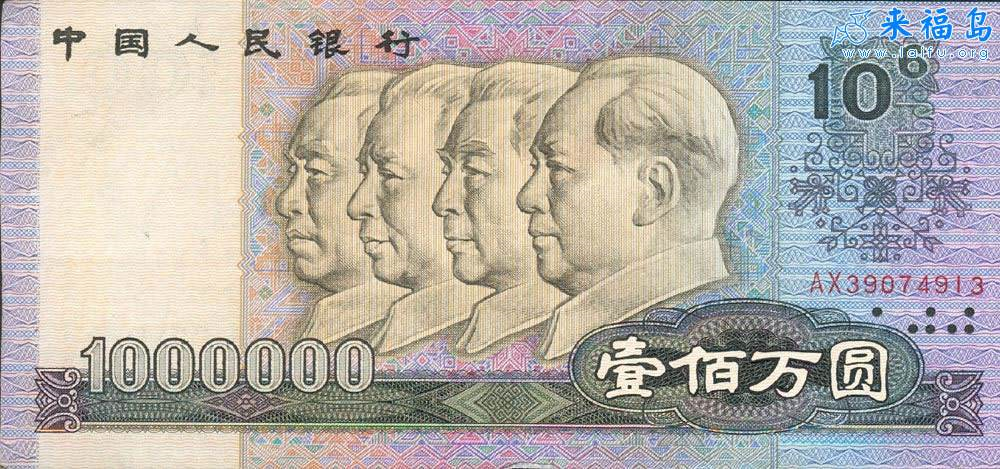 中国人民银行
来福岛
www.laifu.org
10⁶
AX39074913
1000000
壹佰万圆